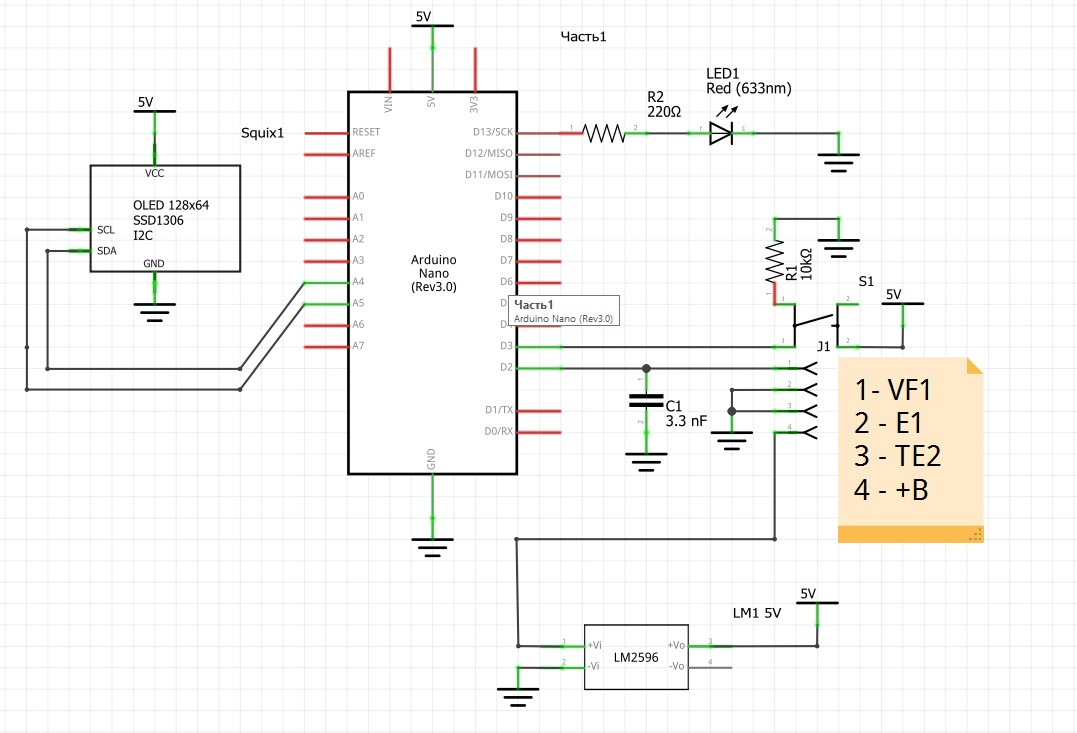 5V
Часть1
LED1
Red (633nm)
R2
220Ω
5V
Squix1
VIN
5V
3V3
RESET
AREF
A0
A1
A2
A3
A4
A5
A6
A7
Arduino
Nano
(Rev3.0)
D13/SCK
D12/MISO
D11/MOSI
D10
D9
D8
D7
D6
D
D
D3
D2
D1/TX
D0/RX
GND
1
2
1
2
VCC
OLED 128x64
SSD1306
I2C
SCL
SDA
GND
2
R1
10kΩ
1
S1
5V
1
2
1
2
Часть1
Arduino Nano (Rev3.0)
J1
1
2
3
4
1
C1
3.3 nF
2
1- VF1
2 - E1
3 - TE2
4 - +B
5V
LM1 5V
LM2596
1
+Vi
2
-Vi
+Vo
3
-Vo
4